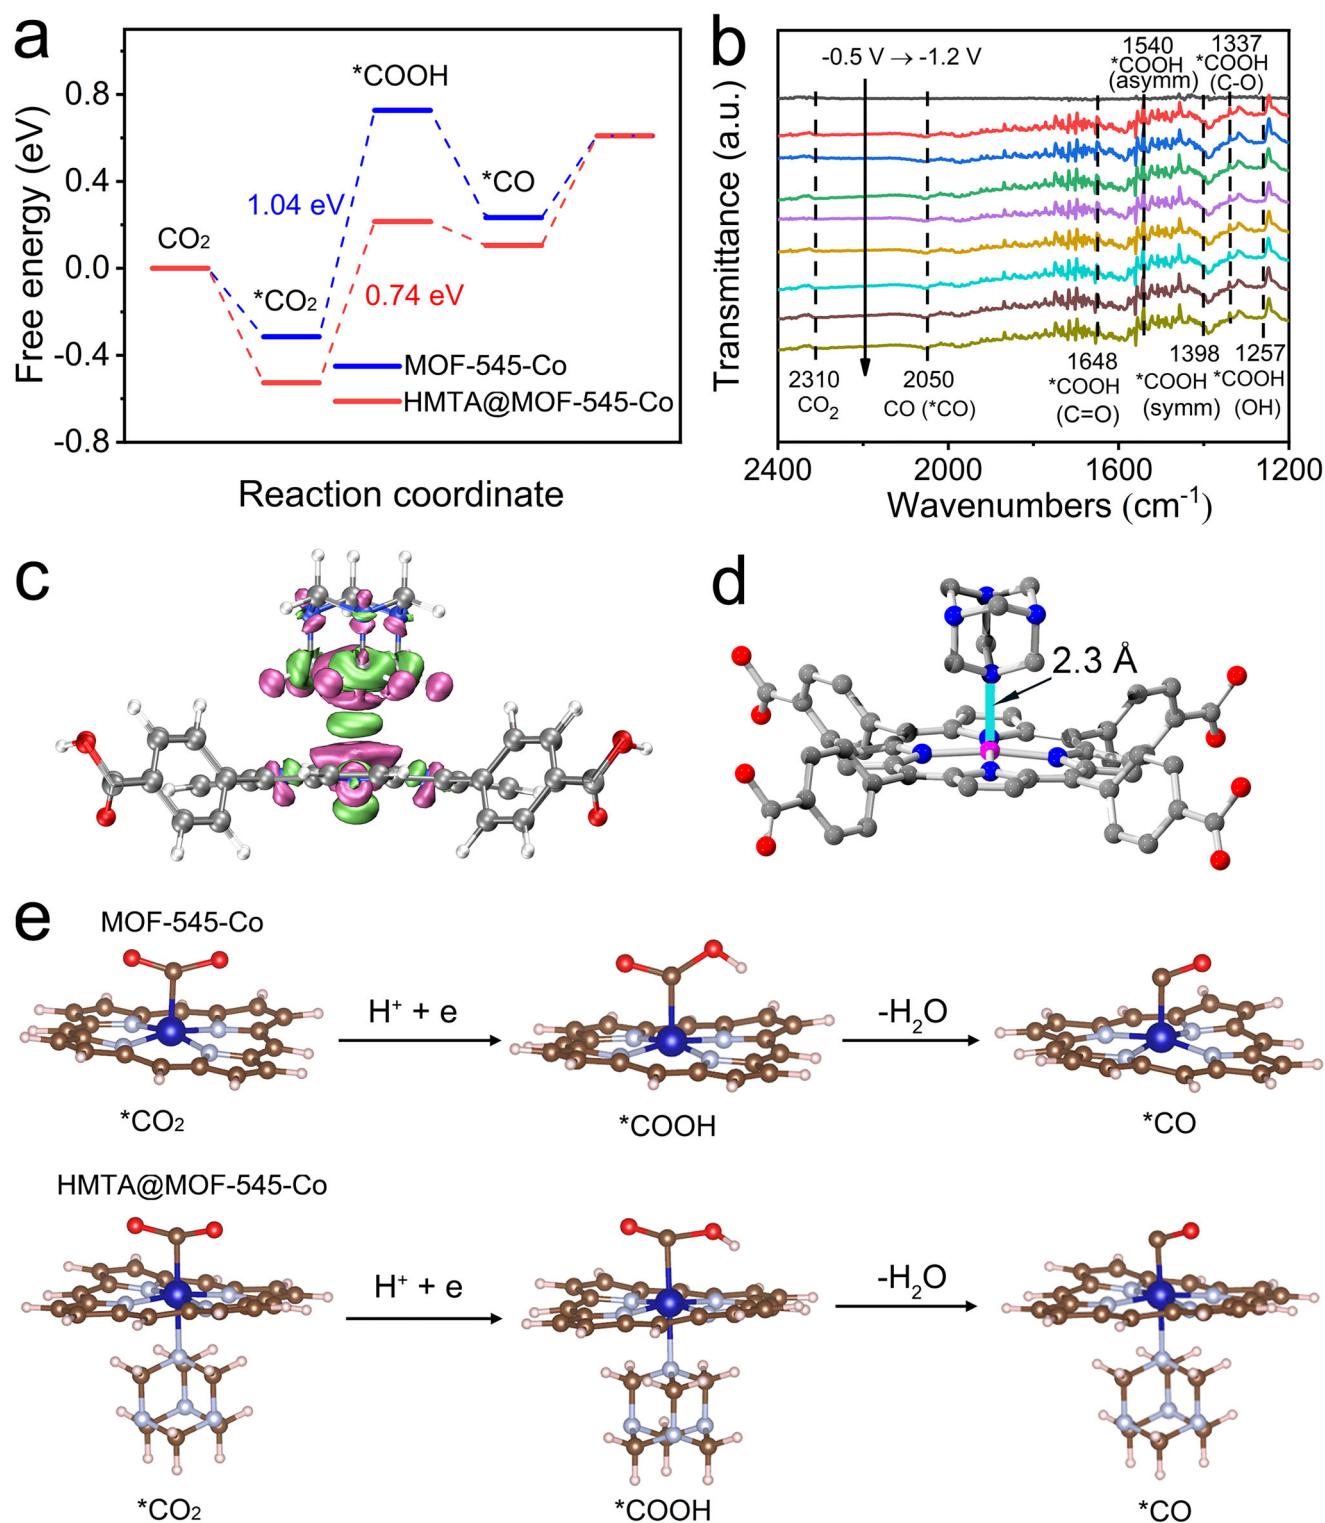 a
Free energy (eV)
0.8
0.4
0.0
-0.4
-0.8
CO2
*CO2
1.04 eV
*COOH
0.74 eV
*CO
MOF-545-Co
HMTA@MOF-545-Co
Reaction coordinate
b
Transmittance (a.u.)
-0.5 V → -1.2 V
1540
*COOH
(asymm)
1337
*COOH
(C-O)
2310
CO2
2050
CO (*CO)
1648
*COOH
(C=O)
1398
*COOH
(symm)
1257
*COOH
(OH)
2400
2000
1600
1200
Wavenumbers (cm-1)
c
d
2.3 Å
e
MOF-545-Co
H+ + e
-H2O
*CO2
*COOH
*CO
HMTA@MOF-545-Co
H+ + e
-H2O
*CO2
*COOH
*CO